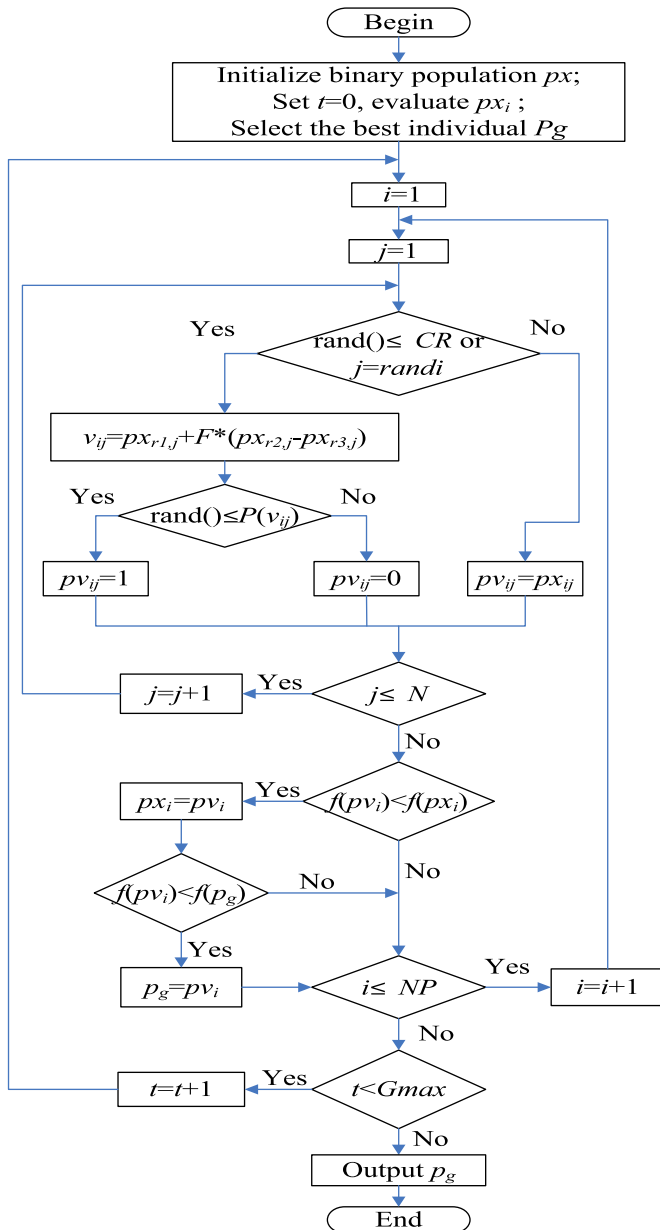 Begin
Initialize binary population px;
Set t=0, evaluate pxi ;
Select the best individual Pg
i=1
j=1
Yes
No
rand()≤ CR or
j=randi
vij=pxr1,j+F*(pxr2,j-pxr3,j)
Yes
No
rand()≤P(vij)
pvij=1
pvij=0
pvij=pxij
j=j+1
Yes
j≤ N
No
pxi=pvi
Yes
f(pvi)<f(pxi)
No
f(pvi)<f(pg)
No
Yes
pg=pvi
i≤ NP
Yes
i=i+1
No
t=t+1
Yes
t<Gmax
No
Output pg
End